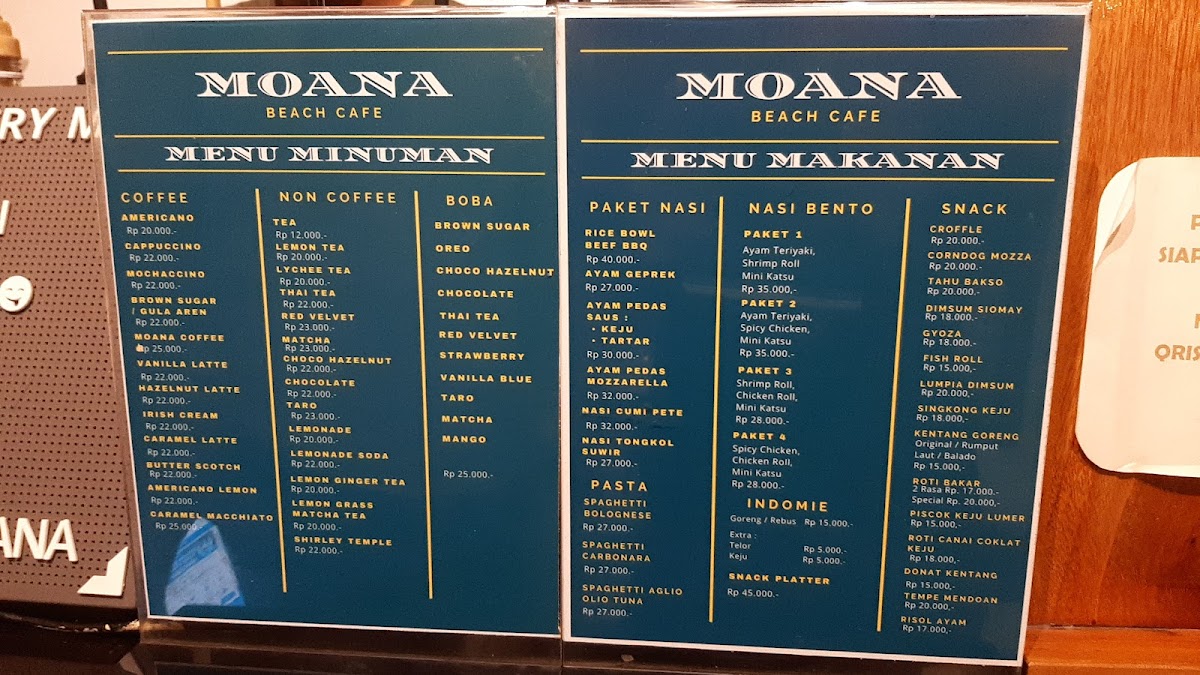 RY M
ANA
MOANA
BEACH CAFE
MENU MINUMAN
COFFEE
AMERICANO
Rp 20.000.-
CAPPUCCINO
Rp 22.000.-
MOCHACCINO
Rp 22.000.-
BROWN SUGAR
/ GULA AREN
Rp 22.000.-
MOANA COFFEE
Rp 25.000.-
VANILLA LATTE
Rp 22.000.-
HAZELNUT LATTE
Rp 22.000.-
IRISH CREAM
Rp 22.000.-
CARAMEL LATTE
Rp 22.000.-
BUTTER SCOTCH
Rp 22.000.-
AMERICANO LEMON
Rp 22.000.-
CARAMEL MACCHIATO
Rp 25.000.-
NON COFFEE
TEA
Rp 12.000.-
LEMON TEA
Rp 20.000.-
LYCHEE TEA
Rp 20.000.-
THAI TEA
Rp 22.000.-
RED VELVET
Rp 23.000.-
MATCHA
Rp 23.000.-
CHOCO HAZELNUT
Rp 22.000.-
CHOCOLATE
Rp 22.000.-
TARO
Rp 23.000.-
LEMONADE
Rp 20.000.-
LEMONADE SODA
Rp 22.000.-
LEMON GINGER TEA
Rp 20.000.-
LEMON GRASS
MATCHA TEA
Rp 20.000.-
SHIRLEY TEMPLE
Rp 22.000.-
BOBA
BROWN SUGAR
OREO
CHOCO HAZELNUT
CHOCOLATE
THAI TEA
RED VELVET
STRAWBERRY
VANILLA BLUE
TARO
MATCHA
MANGO
Rp 25.000.-
MOANA
BEACH CAFE
MENU MAKANAN
PAKET NASI
RICE BOWL
BEEF BBQ
Rp 40.000.-
AYAM GEPREK
Rp 27.000.-
AYAM PEDAS
SAUS :
• KEJU
• TARTAR
Rp 30.000.-
AYAM PEDAS
MOZZARELLA
Rp 32.000.-
NASI CUMI PETE
Rp 32.000.-
NASI TONGKOL
SUWIR
Rp 27.000.-
PASTA
SPAGHETTI
BOLOGNESE
Rp 27.000.-
SPAGHETTI
CARBONARA
Rp 27.000.-
SPAGHETTI AGLIO
OLIO TUNA
Rp 27.000.-
NASI BENTO
PAKET 1
Ayam Teriyaki,
Shrimp Roll
Mini Katsu
Rp 35.000,-
PAKET 2
Ayam Teriyaki,
Spicy Chicken,
Mini Katsu
Rp 35.000.-
PAKET 3
Shrimp Roll,
Chicken Roll,
Mini Katsu
Rp 28.000.-
PAKET 4
Spicy Chicken,
Chicken Roll,
Mini Katsu
Rp 28.000.-
INDOMIE
Goreng / Rebus Rp 15.000.-
Extra :
Telor Rp 5.000.-
Keju Rp 5.000.-
SNACK PLATTER
Rp 45.000.-
SNACK
CROFFLE
Rp 20.000.-
CORNDOG MOZZA
Rp 20.000.-
TAHU BAKSO
Rp 20.000.-
DIMSUM SIOMAY
Rp 18.000.-
GYOZA
Rp 18.000.-
FISH ROLL
Rp 15.000,-
LUMPIA DIMSUM
Rp 20.000,-
SINGKONG KEJU
Rp 18.000.-
KENTANG GORENG
Original / Rumput
Laut / Balado
Rp 15.000,-
ROTI BAKAR
2 Rasa Rp. 17.000.-
Special Rp. 20.000,-
PISCOK KEJU LUMER
Rp 15.000,-
ROTI CANAI COKLAT
KEJU
Rp 18.000,-
DONAT KENTANG
Rp 15.000,-
TEMPE MENDOAN
Rp 20.000,-
RISOL AYAM
Rp 17.000,-
SIAP
QRIS